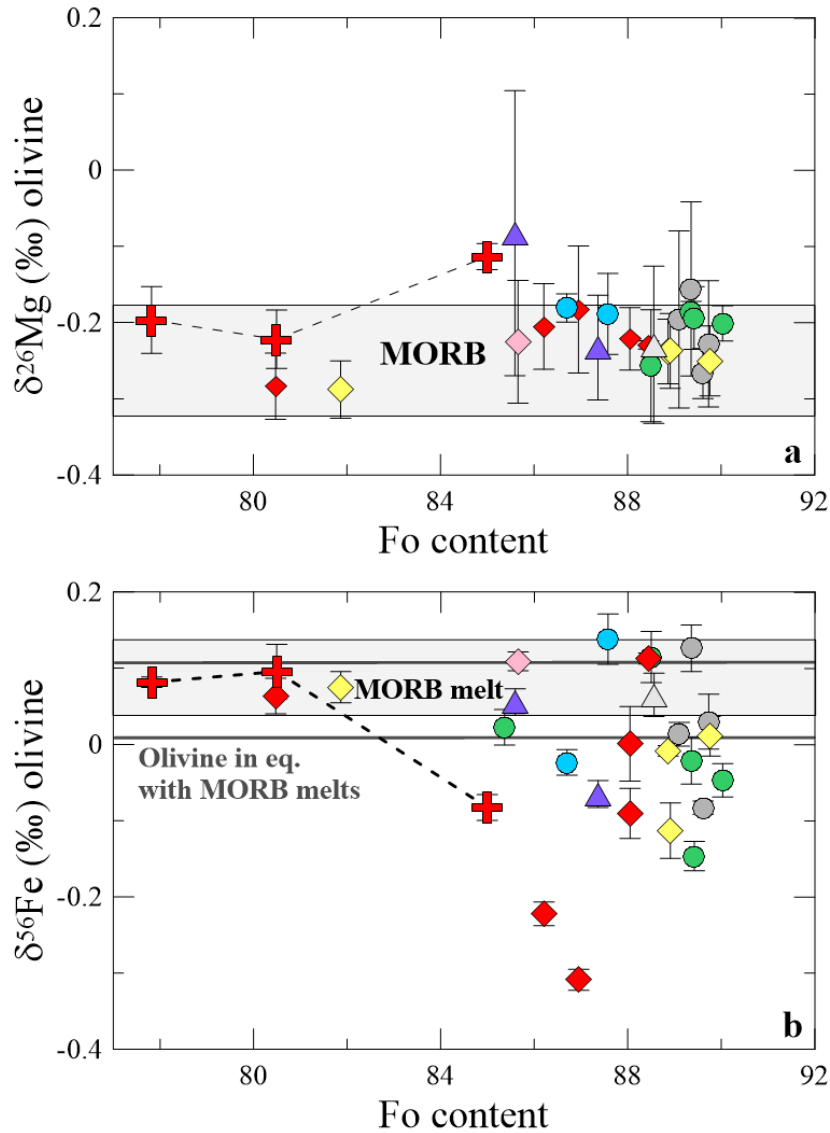 0.2
0
-0.2
-0.4
δ²⁶Mg (‰) olivine
MORB
a
80
84
88
92
Fo content
0.2
0
-0.2
-0.4
δ⁵⁶Fe (‰) olivine
MORB melt
Olivine in eq.
with MORB melts
b
80
84
88
92
Fo content